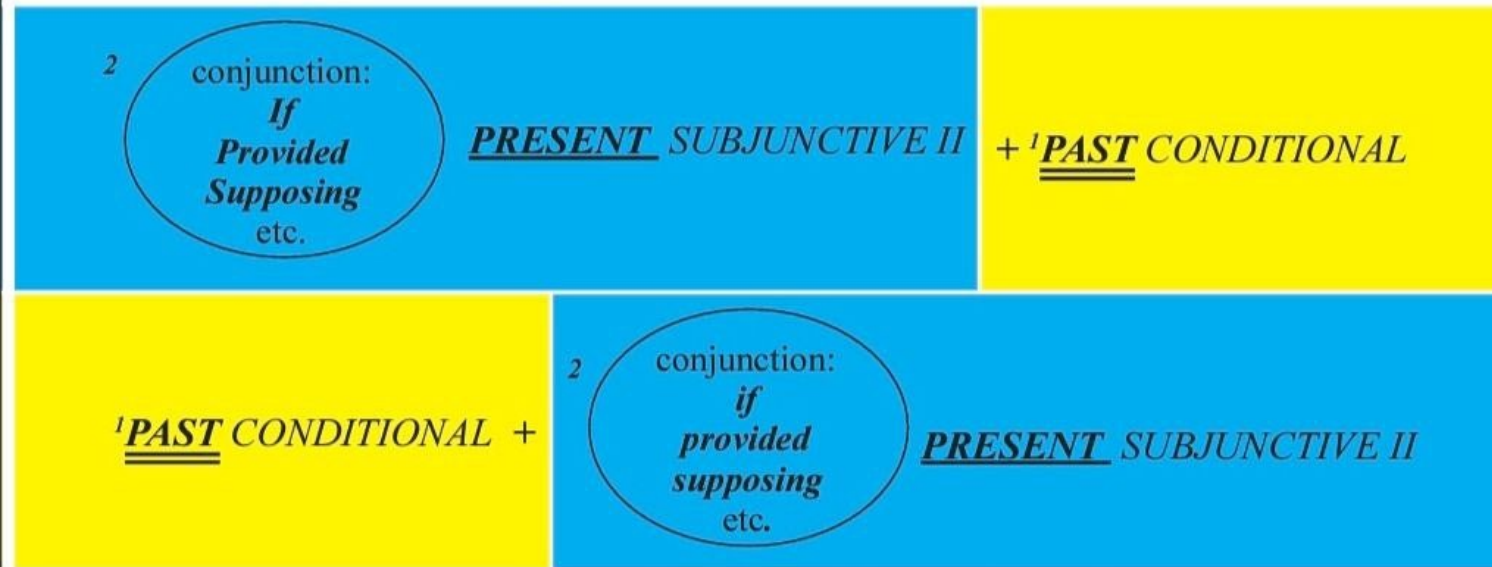 2
conjunction:
If
Provided
Supposing
etc.
PRESENT SUBJUNCTIVE II
+ ¹PAST CONDITIONAL
¹PAST CONDITIONAL +
2
conjunction:
if
provided
supposing
etc.
PRESENT SUBJUNCTIVE II